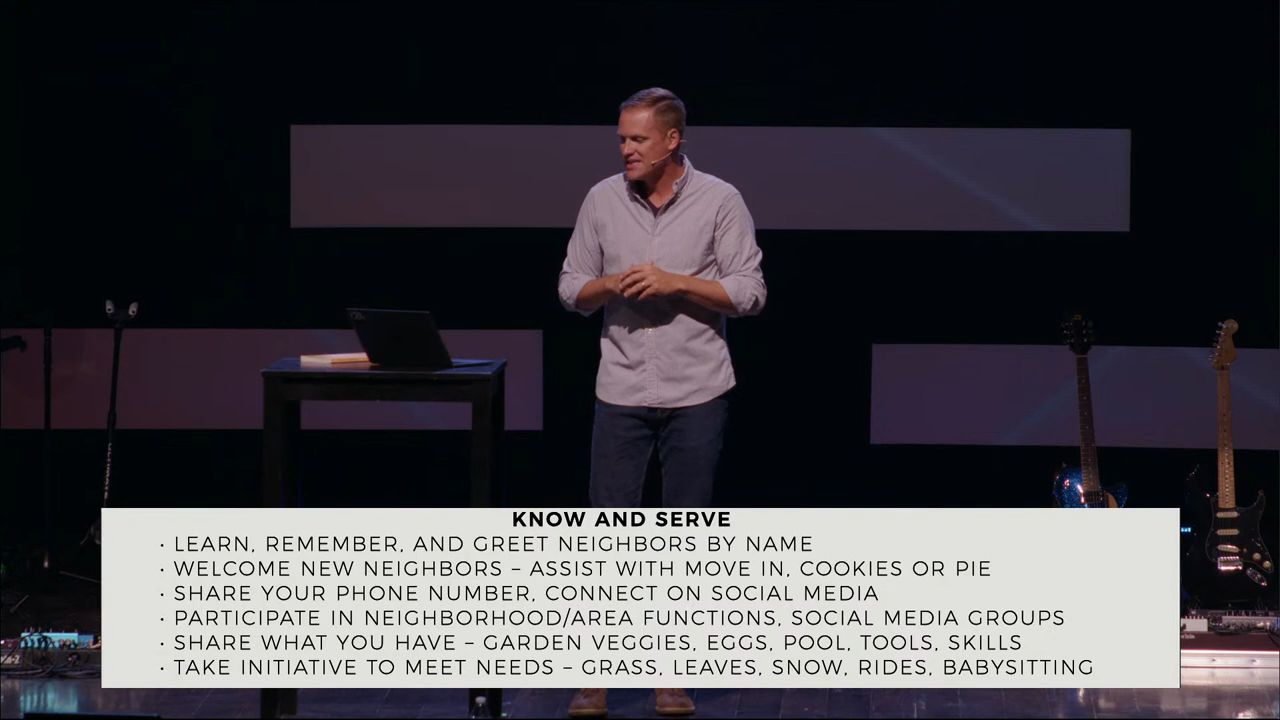 KNOW AND SERVE
• LEARN, REMEMBER, AND GREET NEIGHBORS BY NAME
• WELCOME NEW NEIGHBORS – ASSIST WITH MOVE IN, COOKIES OR PIE
• SHARE YOUR PHONE NUMBER, CONNECT ON SOCIAL MEDIA
• PARTICIPATE IN NEIGHBORHOOD/AREA FUNCTIONS, SOCIAL MEDIA GROUPS
• SHARE WHAT YOU HAVE – GARDEN VEGGIES, EGGS, POOL, TOOLS, SKILLS
• TAKE INITIATIVE TO MEET NEEDS – GRASS, LEAVES, SNOW, RIDES, BABYSITTING